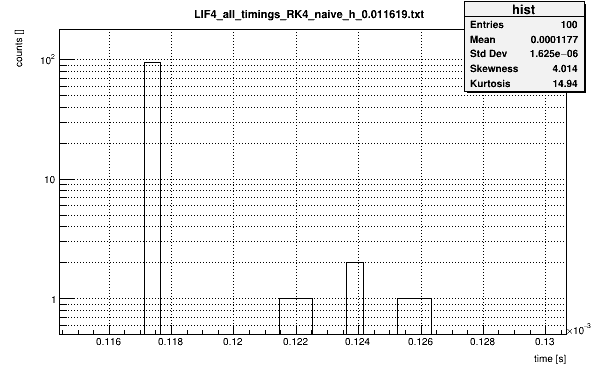 LIF4_all_timings_RK4_naive_h_0.011619.txt
hist
Entries 100
Mean 0.0001177
Std Dev 1.625e−06
Skewness 4.014
Kurtosis 14.94
counts []
10²
10
1
0.116 0.118 0.12 0.122 0.124 0.126 0.128 0.13
×10⁻³
time [s]